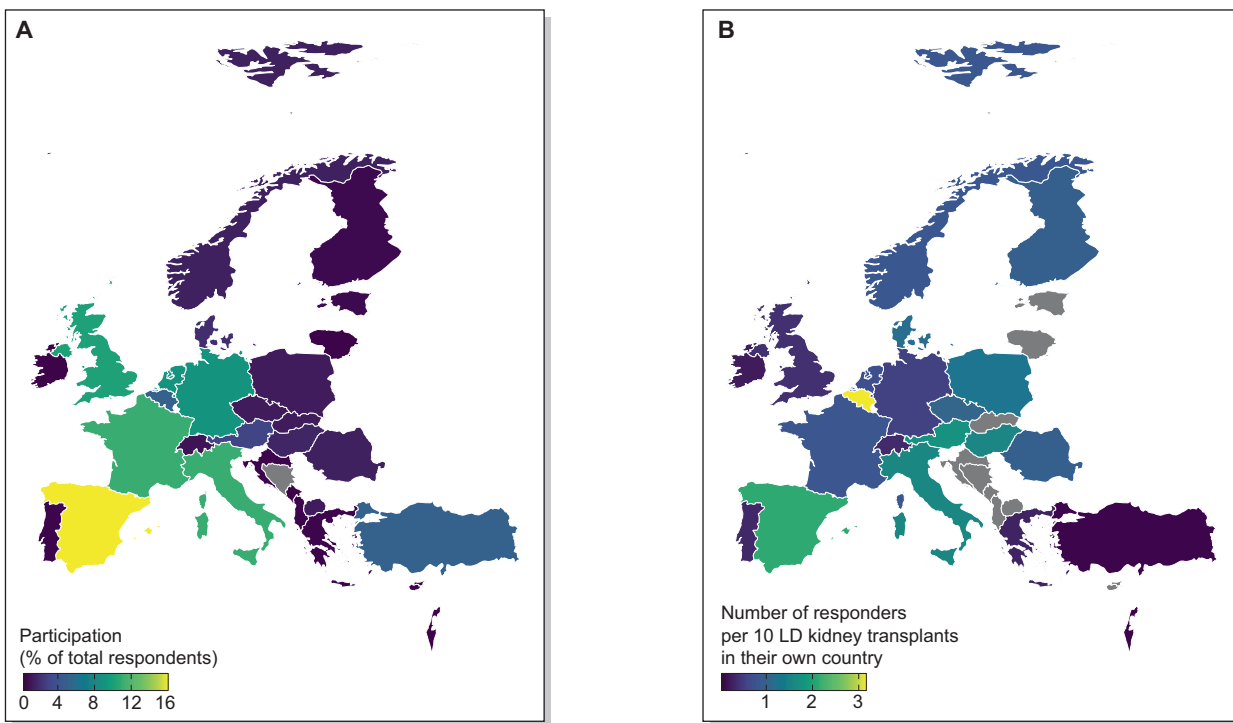 A
Participation
(% of total respondents)
0 4 8 12 16
B
Number of responders
per 10 LD kidney transplants
in their own country
1 2 3